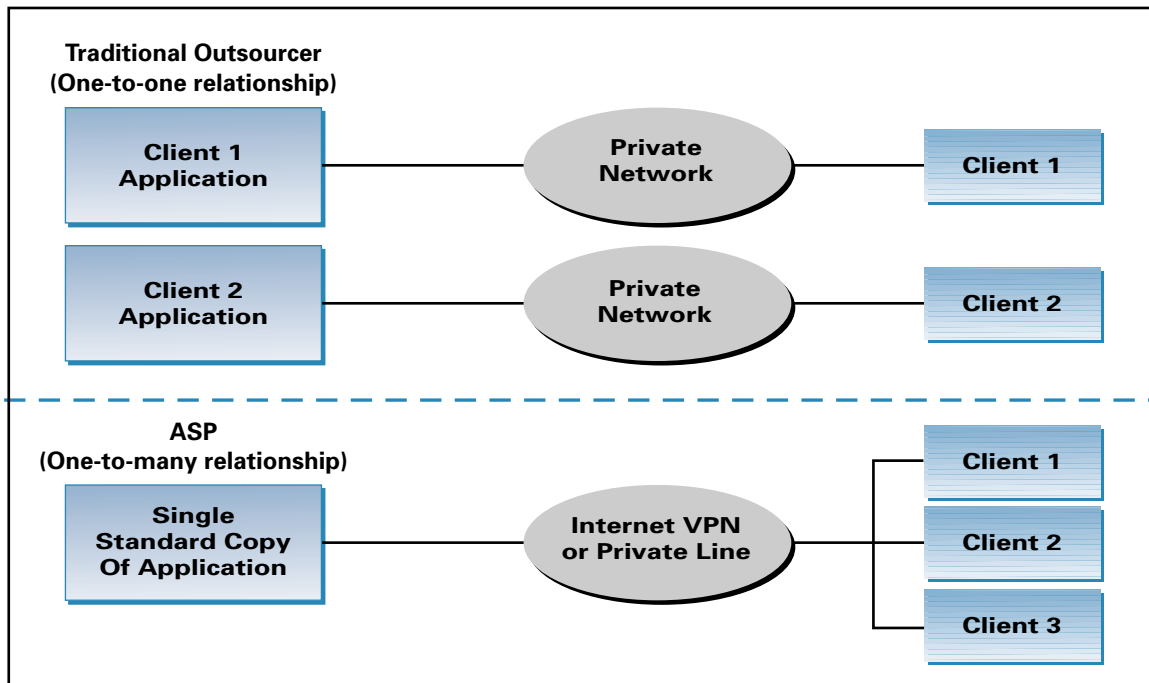 Traditional Outsourcer
(One-to-one relationship)
Client 1
Application
Private
Network
Client 1
Client 2
Application
Private
Network
Client 2
ASP
(One-to-many relationship)
Single
Standard Copy
Of Application
Internet VPN
or Private Line
Client 1
Client 2
Client 3